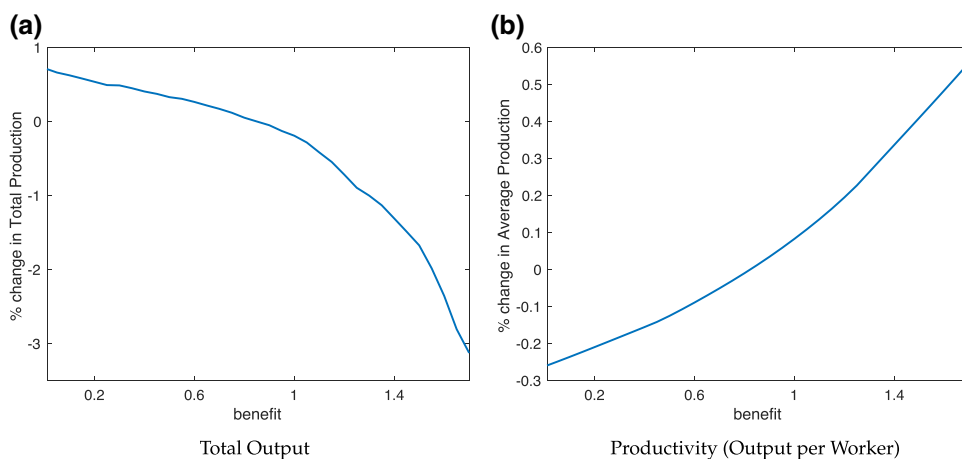 (a)
% change in Total Production
1
0
-1
-2
-3
0.2
0.6
1
1.4
benefit
Total Output
(b)
% change in Average Production
0.6
0.5
0.4
0.3
0.2
0.1
0
-0.1
-0.2
-0.3
0.2
0.6
1
1.4
benefit
Productivity (Output per Worker)